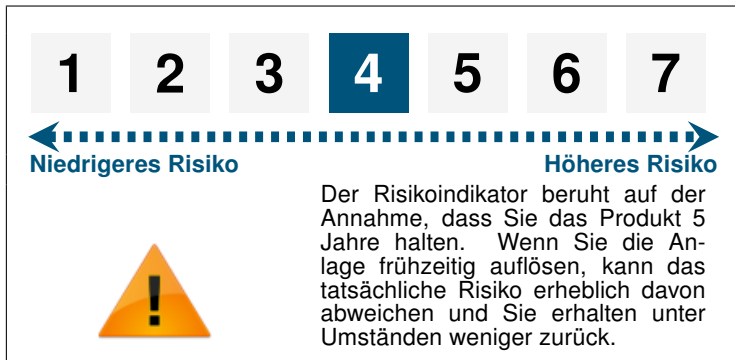 1 2 3 4 5 6 7
Niedrigeres Risiko Höheres Risiko
Der Risikoindikator beruht auf der
Annahme, dass Sie das Produkt 5
Jahre halten. Wenn Sie die An-
lage frühzeitig auflösen, kann das
tatsächliche Risiko erheblich davon
abweichen und Sie erhalten unter
Umständen weniger zurück.
!